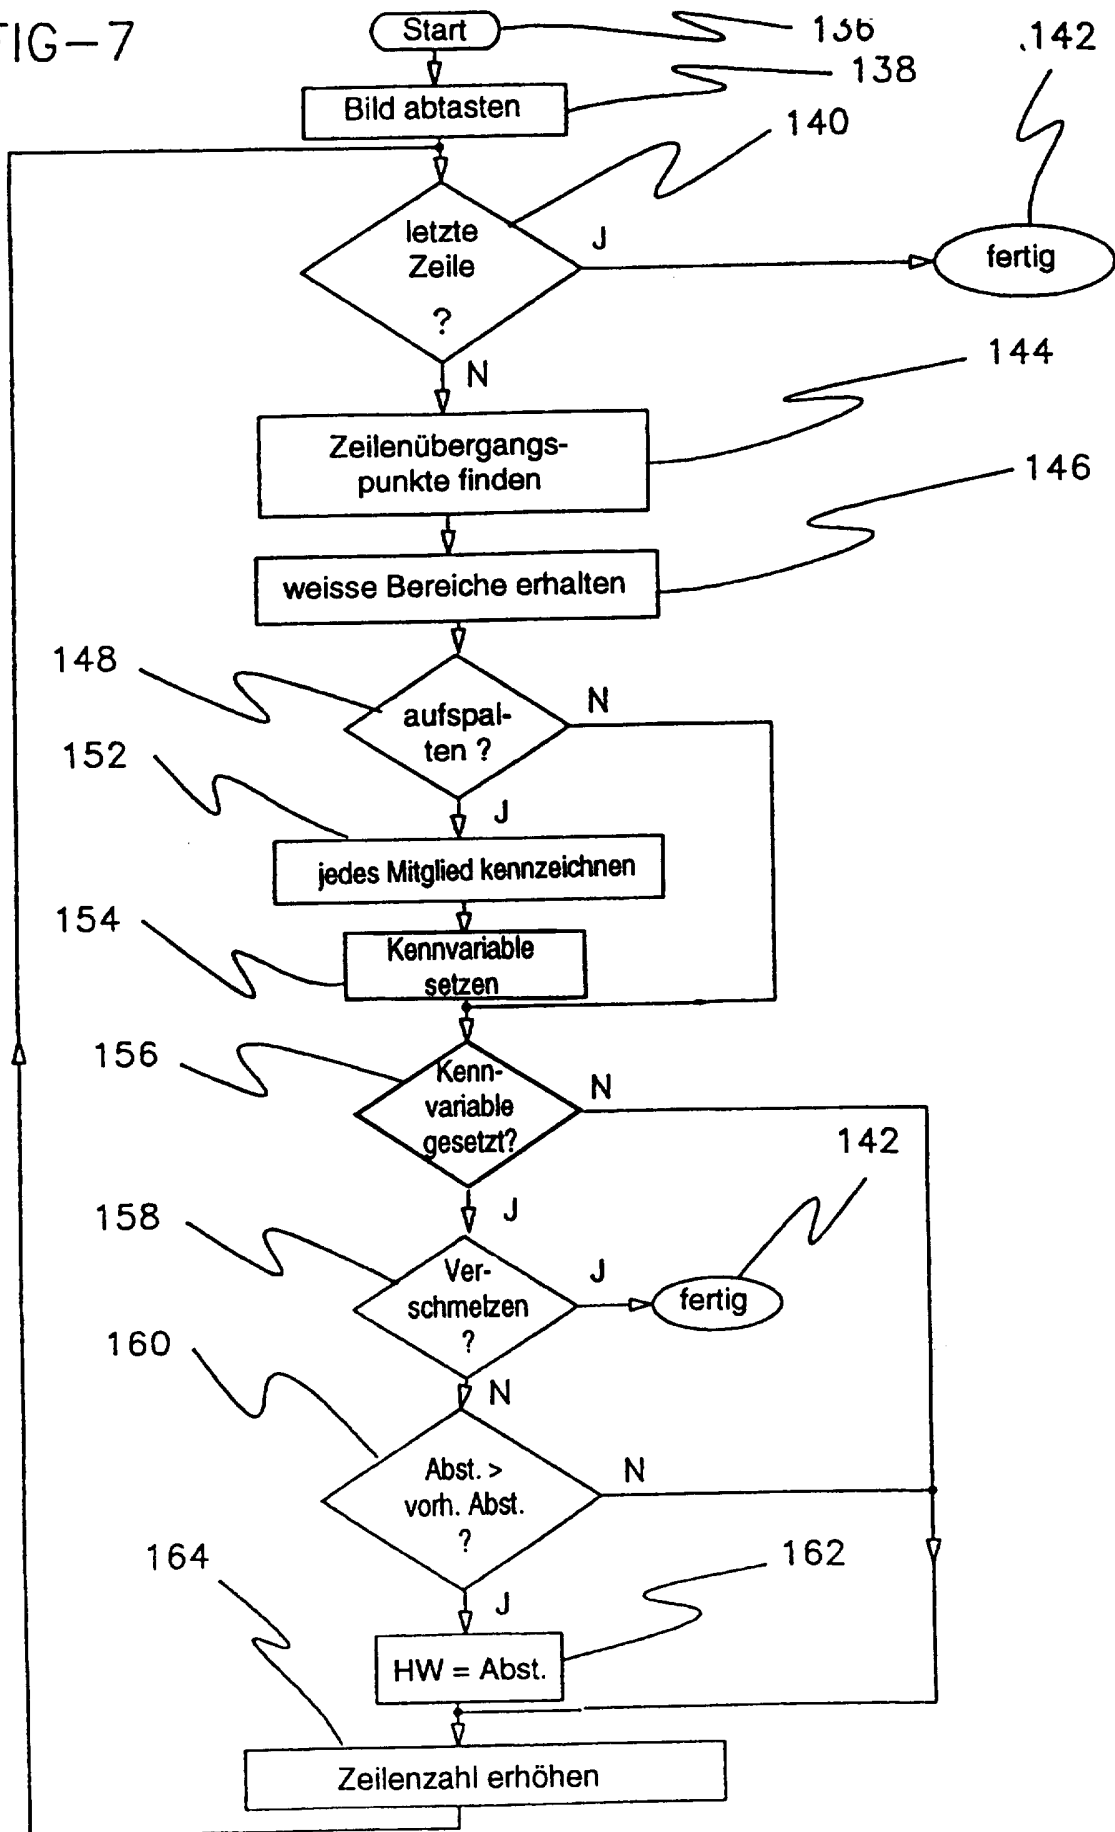 FIG-7
Start
136
.142
138
Bild abtasten
140
letzte
Zeile
?
J
fertig
N
144
Zeilenübergangs-
punkte finden
146
weisse Bereiche erhalten
148
aufspal-
ten ?
N
152
J
jedes Mitglied kennzeichnen
154
Kennvariable
setzen
156
Kenn-
variable
gesetzt?
N
142
J
158
Ver-
schmelzen
?
J
fertig
160
N
Abst. >
vorh. Abst.
?
N
164
162
J
HW = Abst.
Zeilenzahl erhöhen